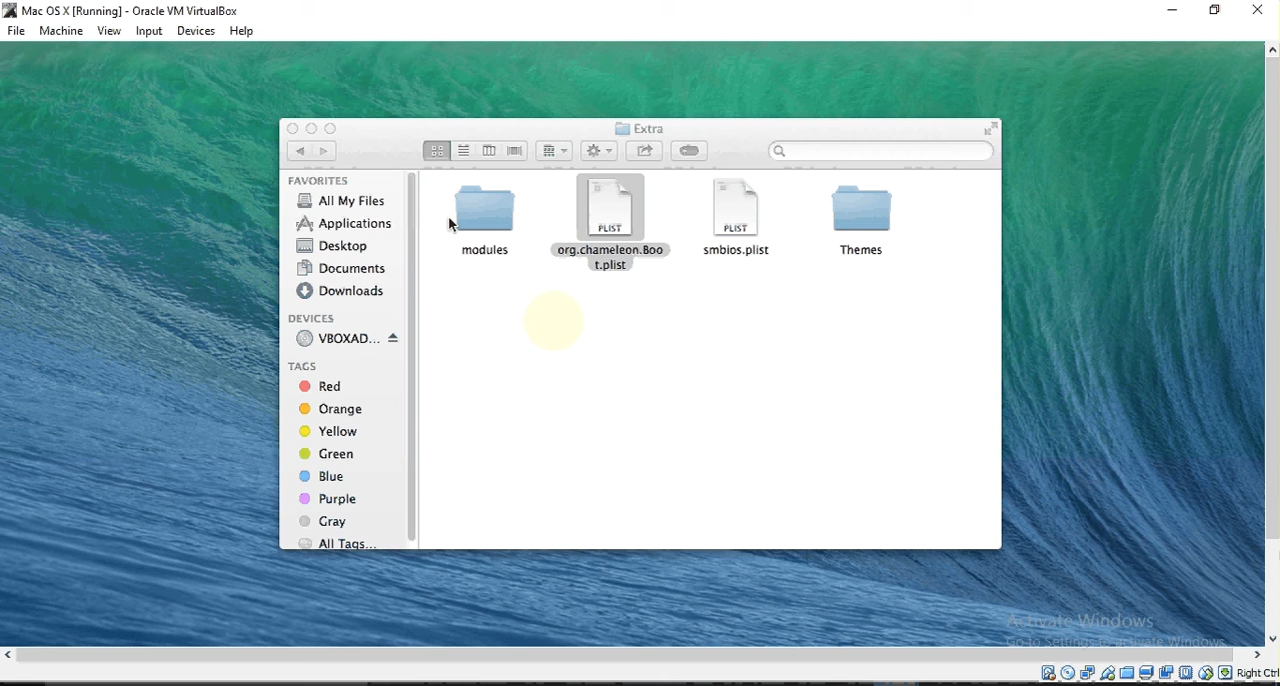 Mac OS X [Running] - Oracle VM VirtualBox
File Machine View Input Devices Help
Extra
FAVORITES
All My Files
Applications
Desktop
Documents
Downloads
DEVICES
VBOXAD...
TAGS
Red
Orange
Yellow
Green
Blue
Purple
Gray
All Tags...
modules
PLIST
org.chameleon.Boo
t.plist
PLIST
smbios.plist
Themes
Activate Windows
Go to Settings to activate Windows.
Right Ctrl